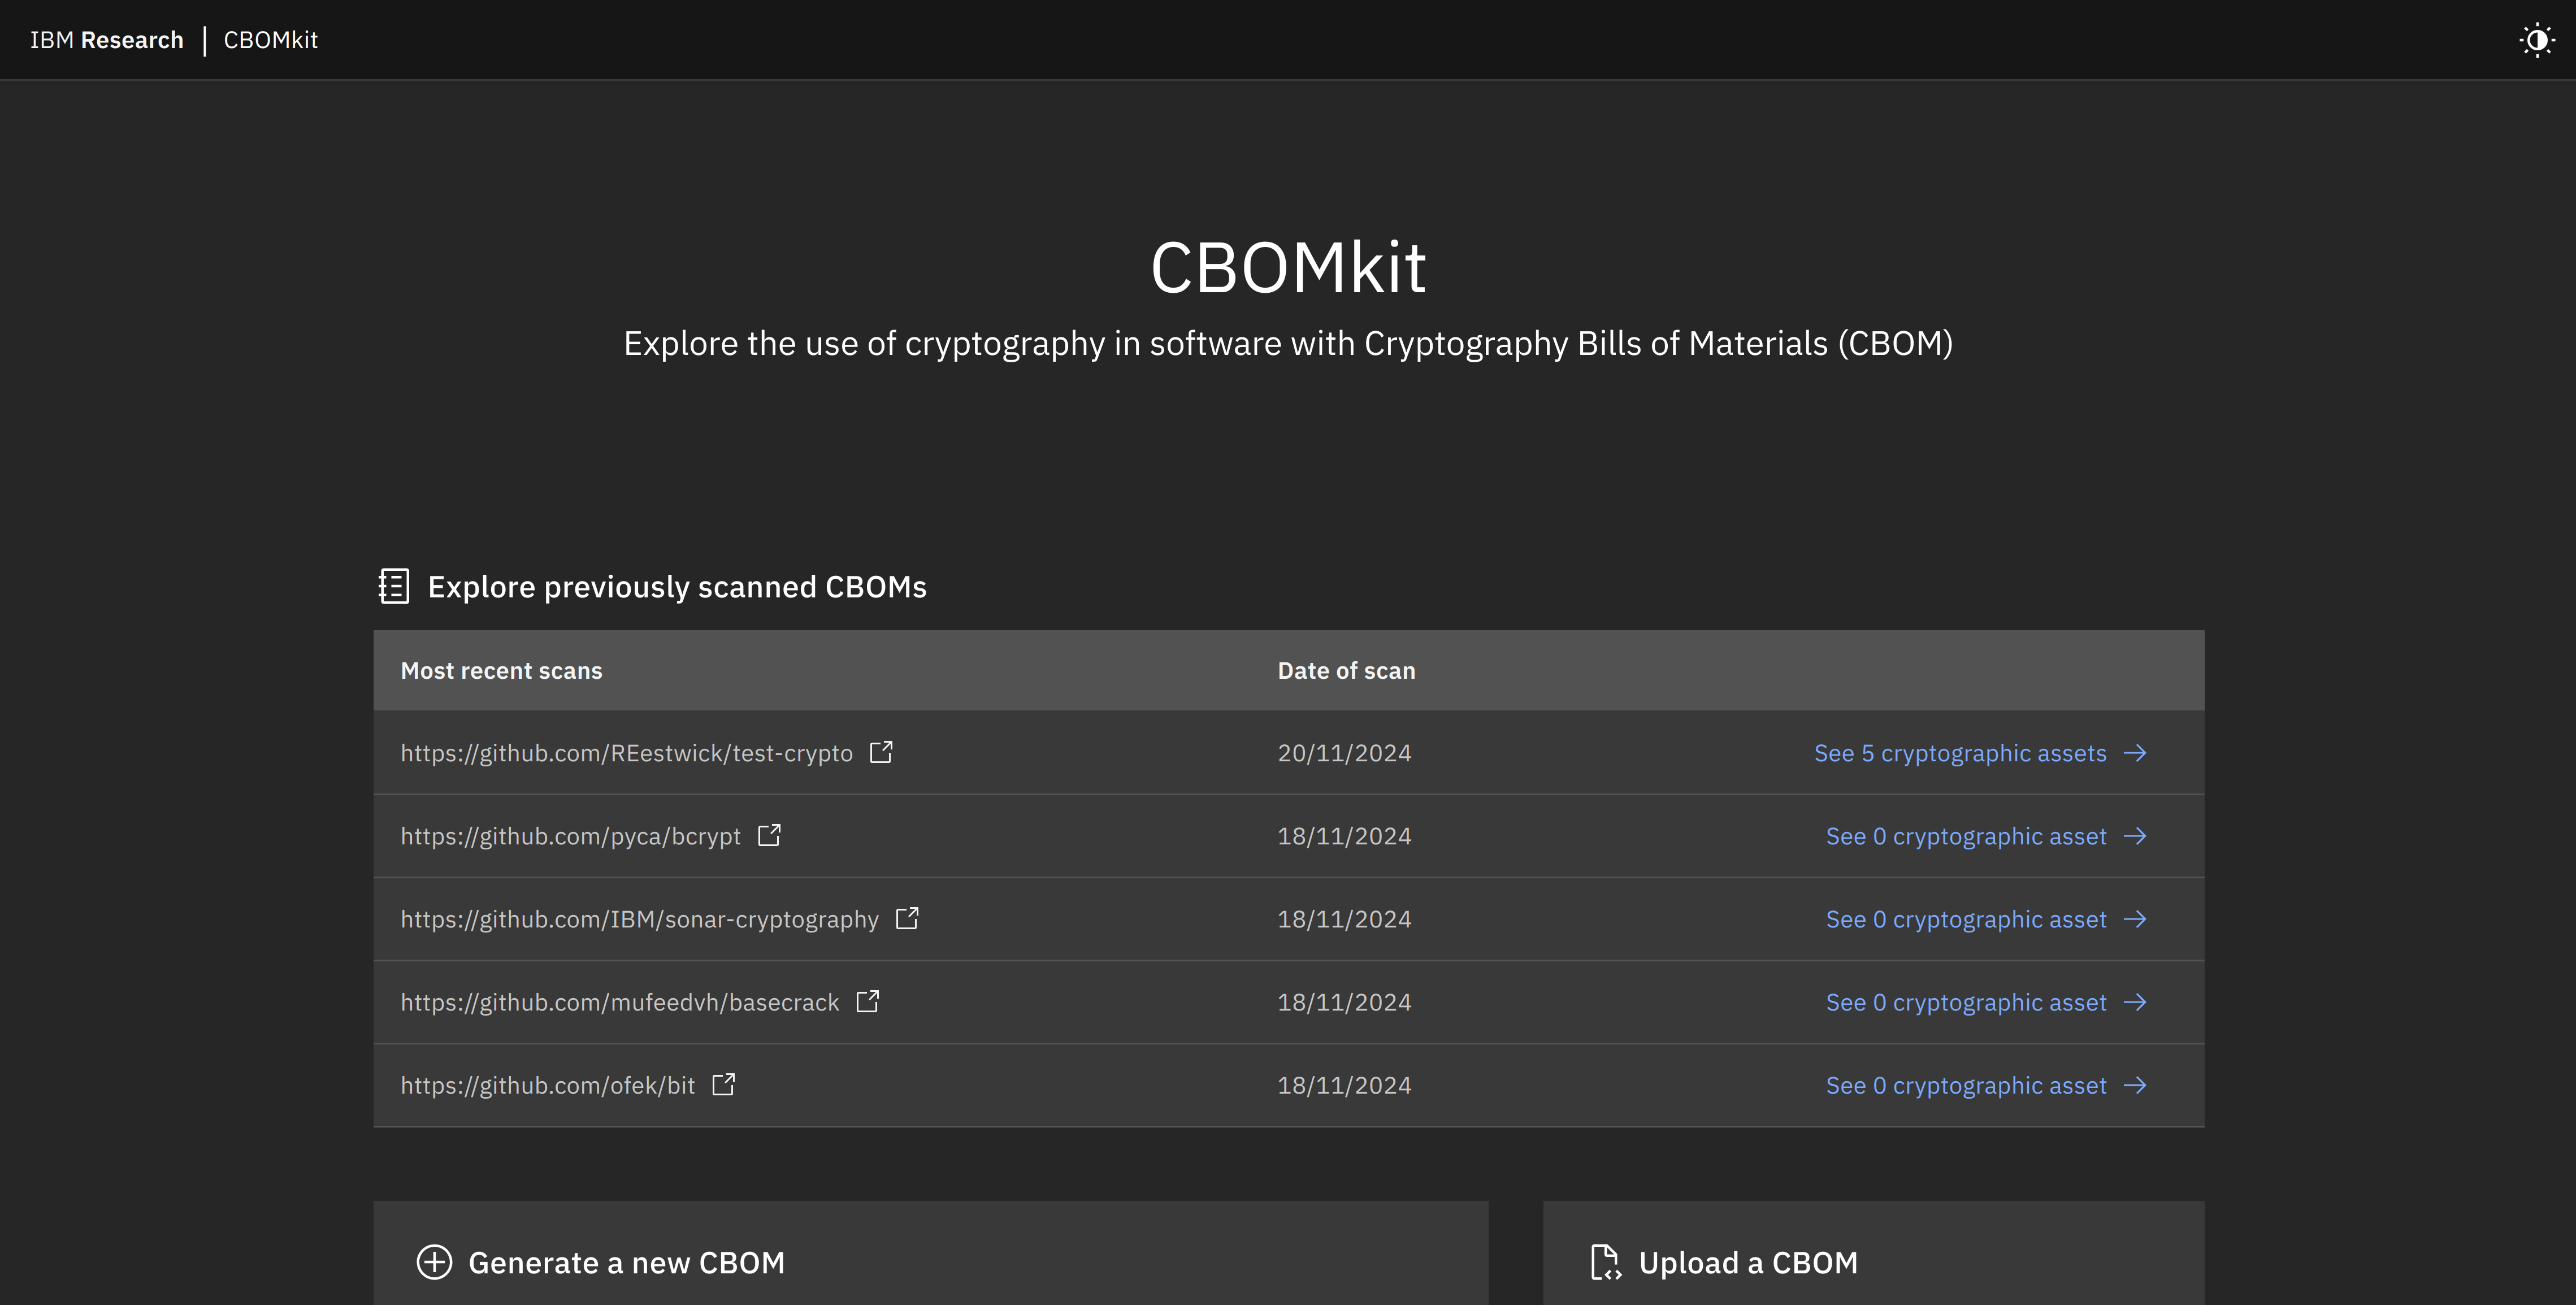 IBM Research | CBOMkit
CBOMkit
Explore the use of cryptography in software with Cryptography Bills of Materials (CBOM)
Explore previously scanned CBOMs
Most recent scans Date of scan
https://github.com/REestwick/test-crypto 20/11/2024 See 5 cryptographic assets
https://github.com/pyca/bcrypt 18/11/2024 See 0 cryptographic asset
https://github.com/IBM/sonar-cryptography 18/11/2024 See 0 cryptographic asset
https://github.com/mufeedvh/basecrack 18/11/2024 See 0 cryptographic asset
https://github.com/ofek/bit 18/11/2024 See 0 cryptographic asset
Generate a new CBOM Upload a CBOM